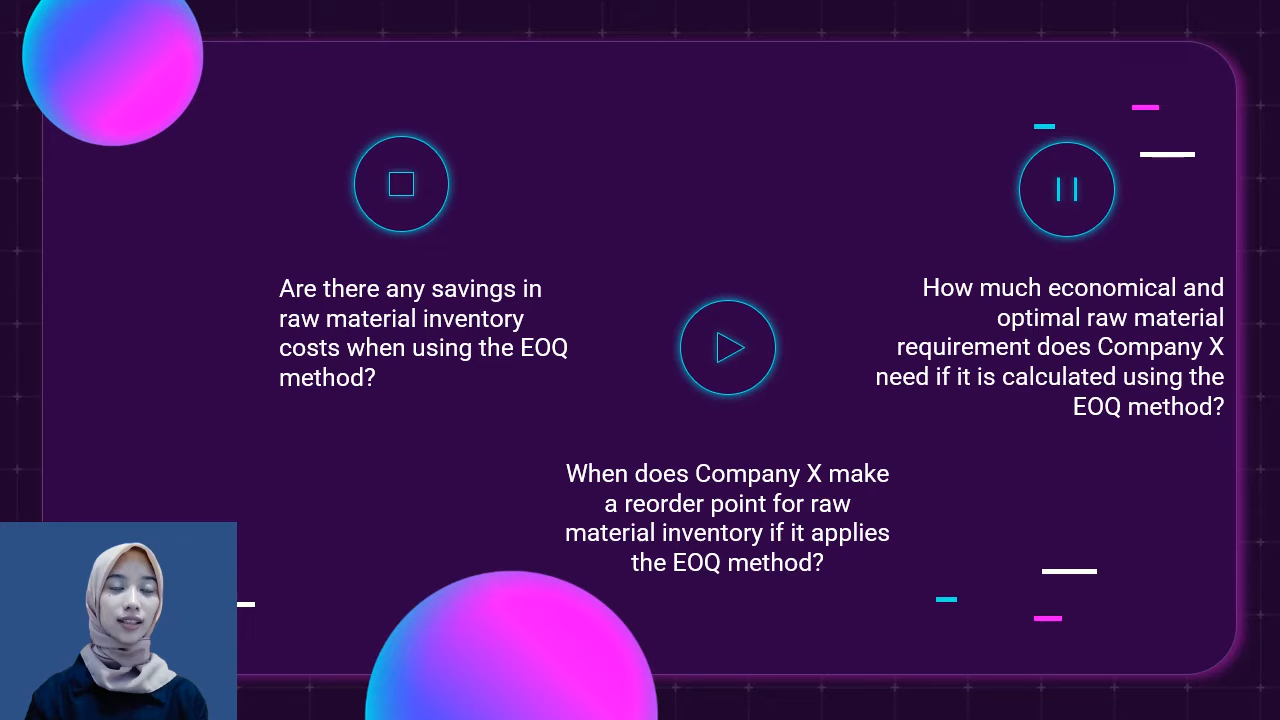 Are there any savings in
raw material inventory
costs when using the EOQ
method?
When does Company X make
a reorder point for raw
material inventory if it applies
the EOQ method?
How much economical and
optimal raw material
requirement does Company X
need if it is calculated using the
EOQ method?